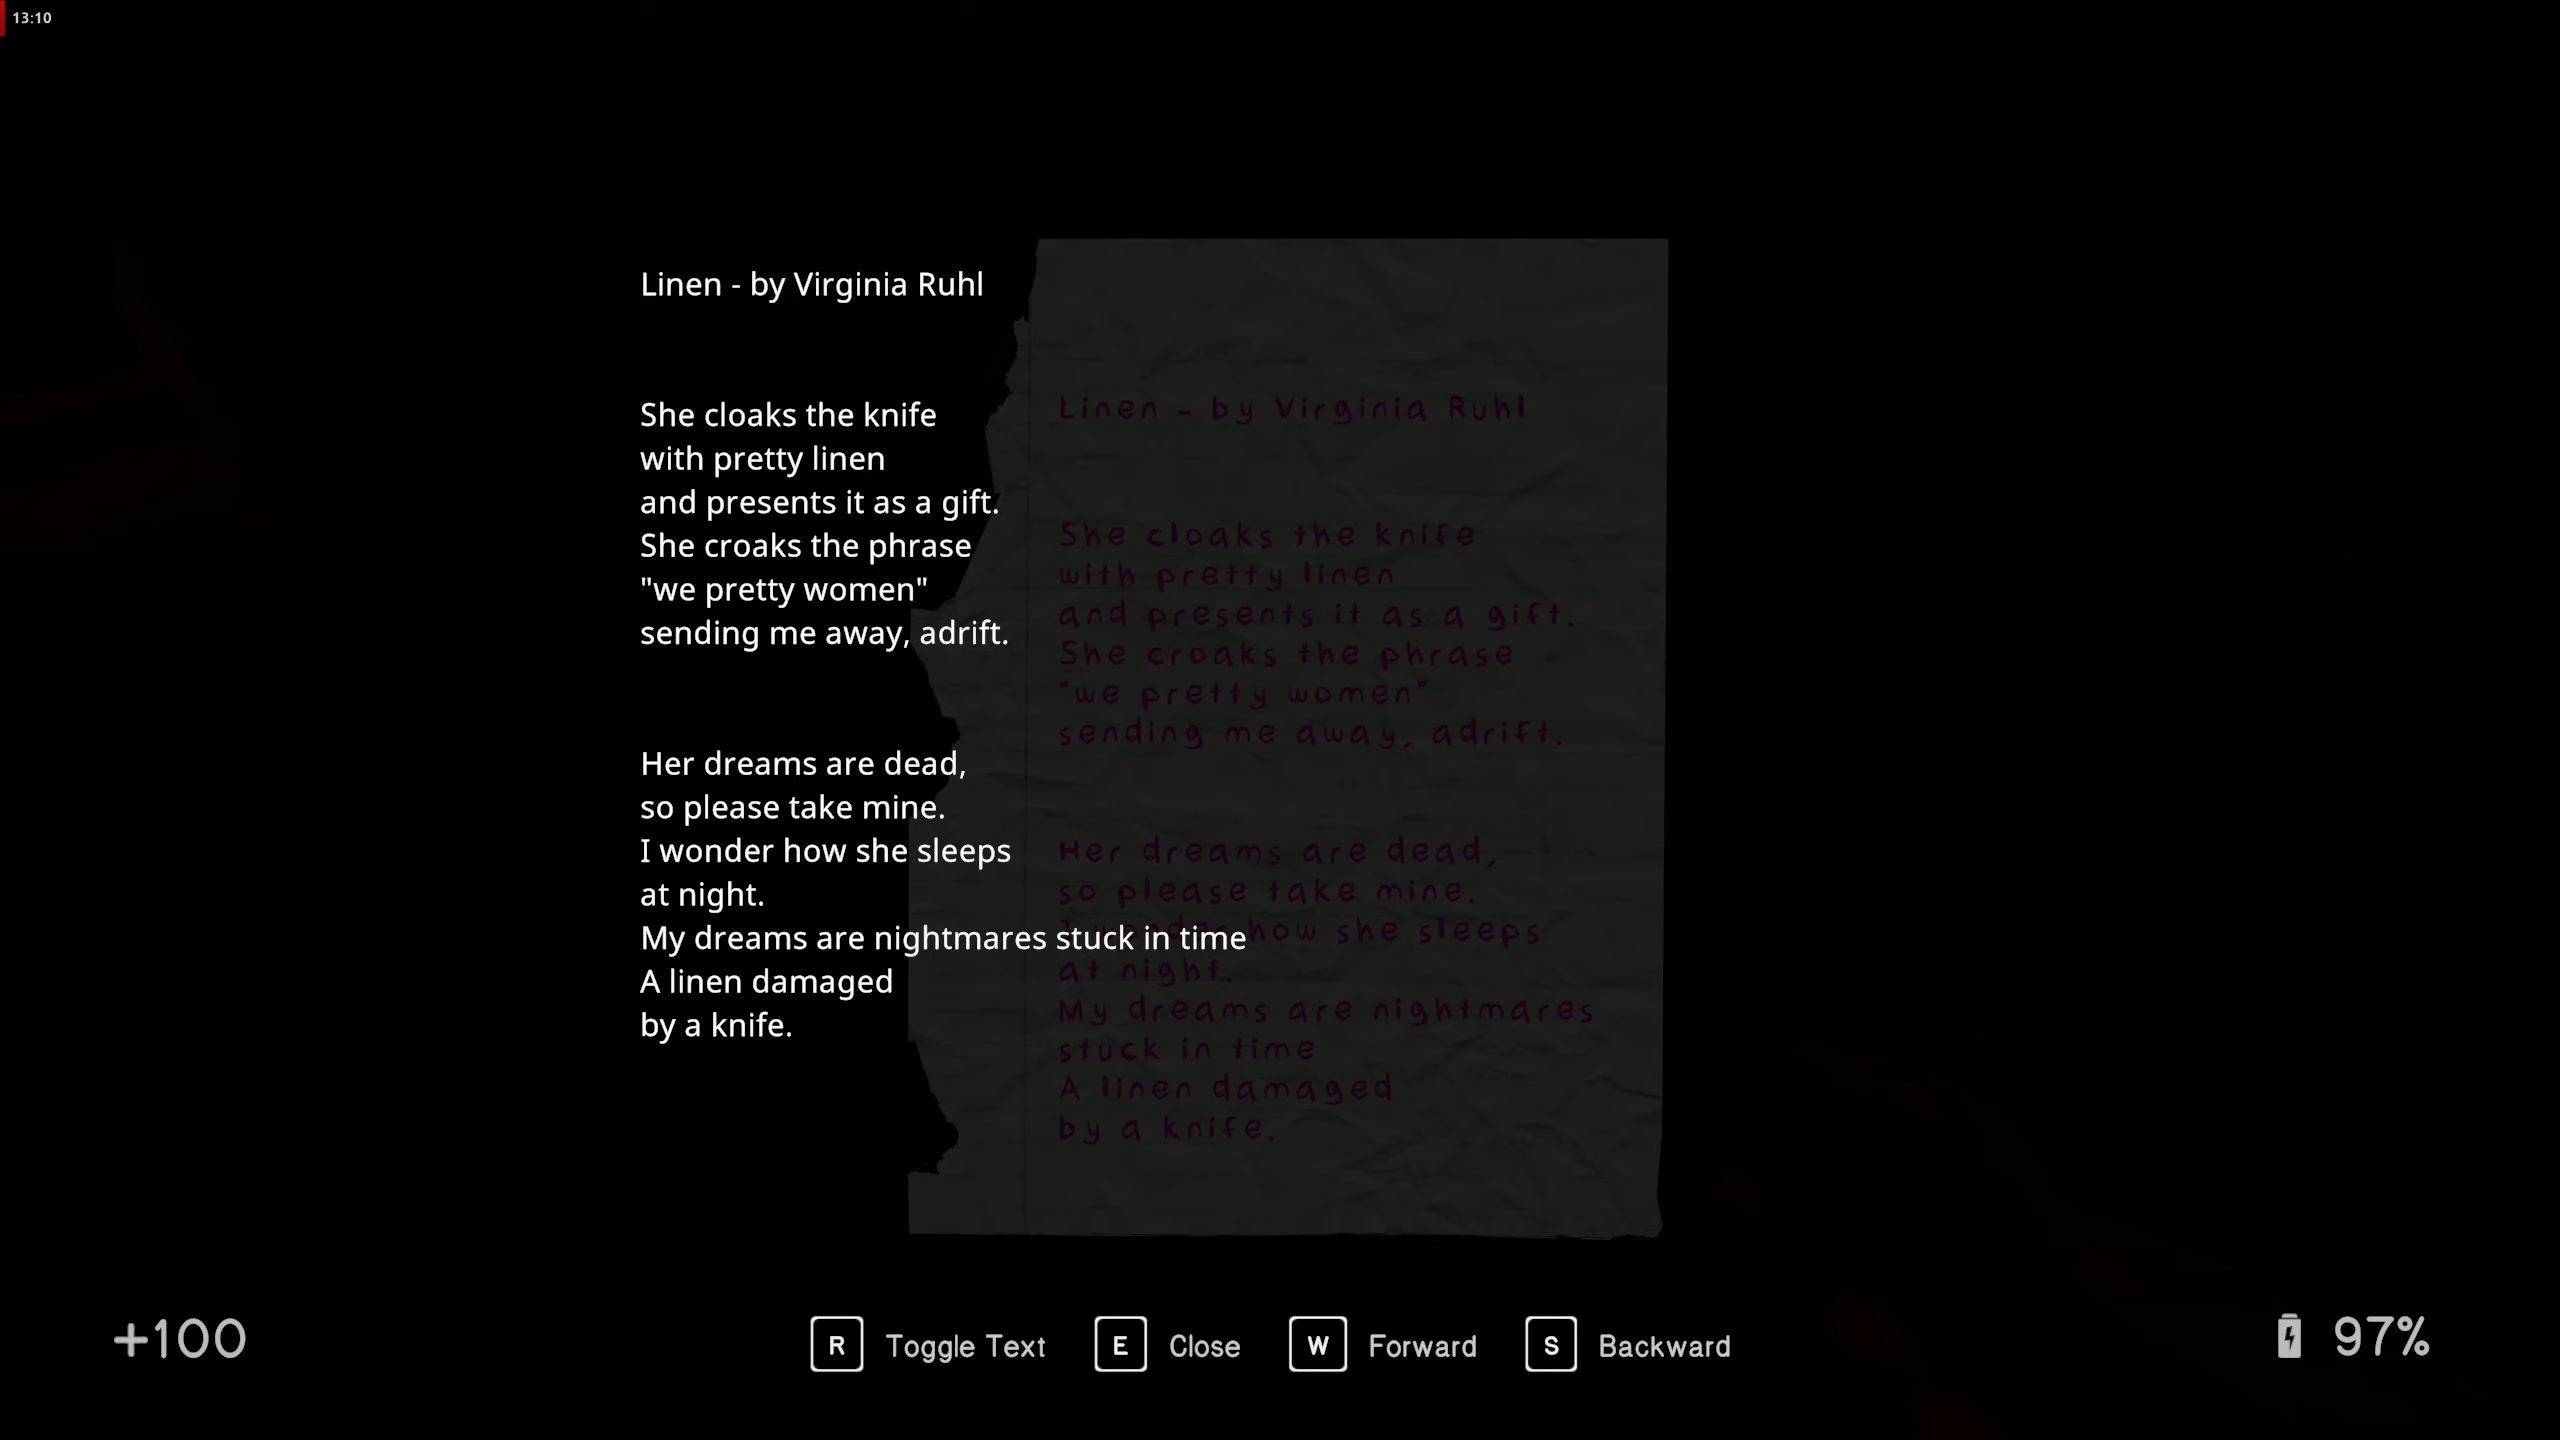 13:10
Linen - by Virginia Ruhl
She cloaks the knife
with pretty linen
and presents it as a gift.
She croaks the phrase
"we pretty women"
sending me away, adrift.
Her dreams are dead,
so please take mine.
I wonder how she sleeps
at night.
My dreams are nightmares stuck in time
A linen damaged
by a knife.
Linen - by Virginia Ruhl
She cloaks the knife
with pretty linen
and presents it as a gift.
She croaks the phrase
"we pretty women"
sending me away, adrift.
Her dreams are dead,
so please take mine.
I wonder how she sleeps
at night.
My dreams are nightmares
stuck in time
A linen damaged
by a knife.
+100
R Toggle Text E Close W Forward S Backward
97%